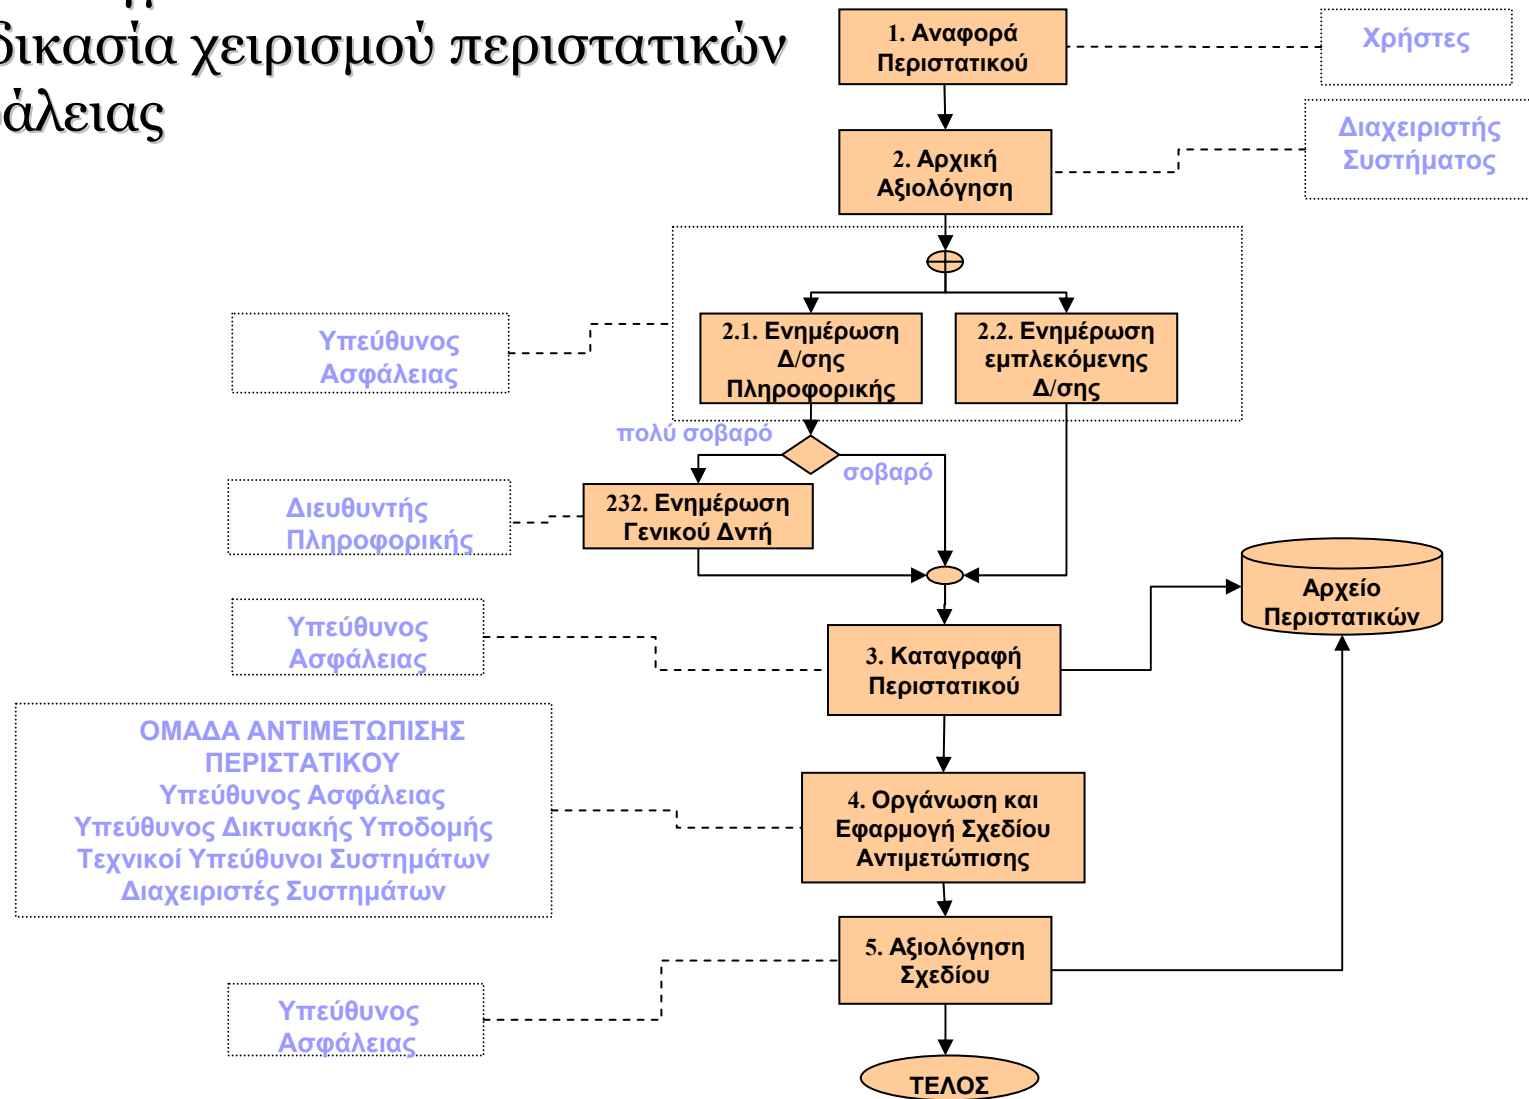 δικασία χειρισμού περιστατικών
άλειας
1. Αναφορά
Περιστατικού
Χρήστες
2. Αρχική
Αξιολόγηση
Διαχειριστής
Συστήματος
Υπεύθυνος
Ασφάλειας
2.1. Ενημέρωση
Δ/σης
Πληροφορικής
2.2. Ενημέρωση
εμπλεκόμενης
Δ/σης
πολύ σοβαρό
σοβαρό
Διευθυντής
Πληροφορικής
232. Ενημέρωση
Γενικού Δντή
Αρχείο
Περιστατικών
Υπεύθυνος
Ασφάλειας
3. Καταγραφή
Περιστατικού
ΟΜΑΔΑ ΑΝΤΙΜΕΤΩΠΙΣΗΣ
ΠΕΡΙΣΤΑΤΙΚΟΥ
Υπεύθυνος Ασφάλειας
Υπεύθυνος Δικτυακής Υποδομής
Τεχνικοί Υπεύθυνοι Συστημάτων
Διαχειριστές Συστημάτων
4. Οργάνωση και
Εφαρμογή Σχεδίου
Αντιμετώπισης
5. Αξιολόγηση
Σχεδίου
Υπεύθυνος
Ασφάλειας
ΤΕΛΟΣ